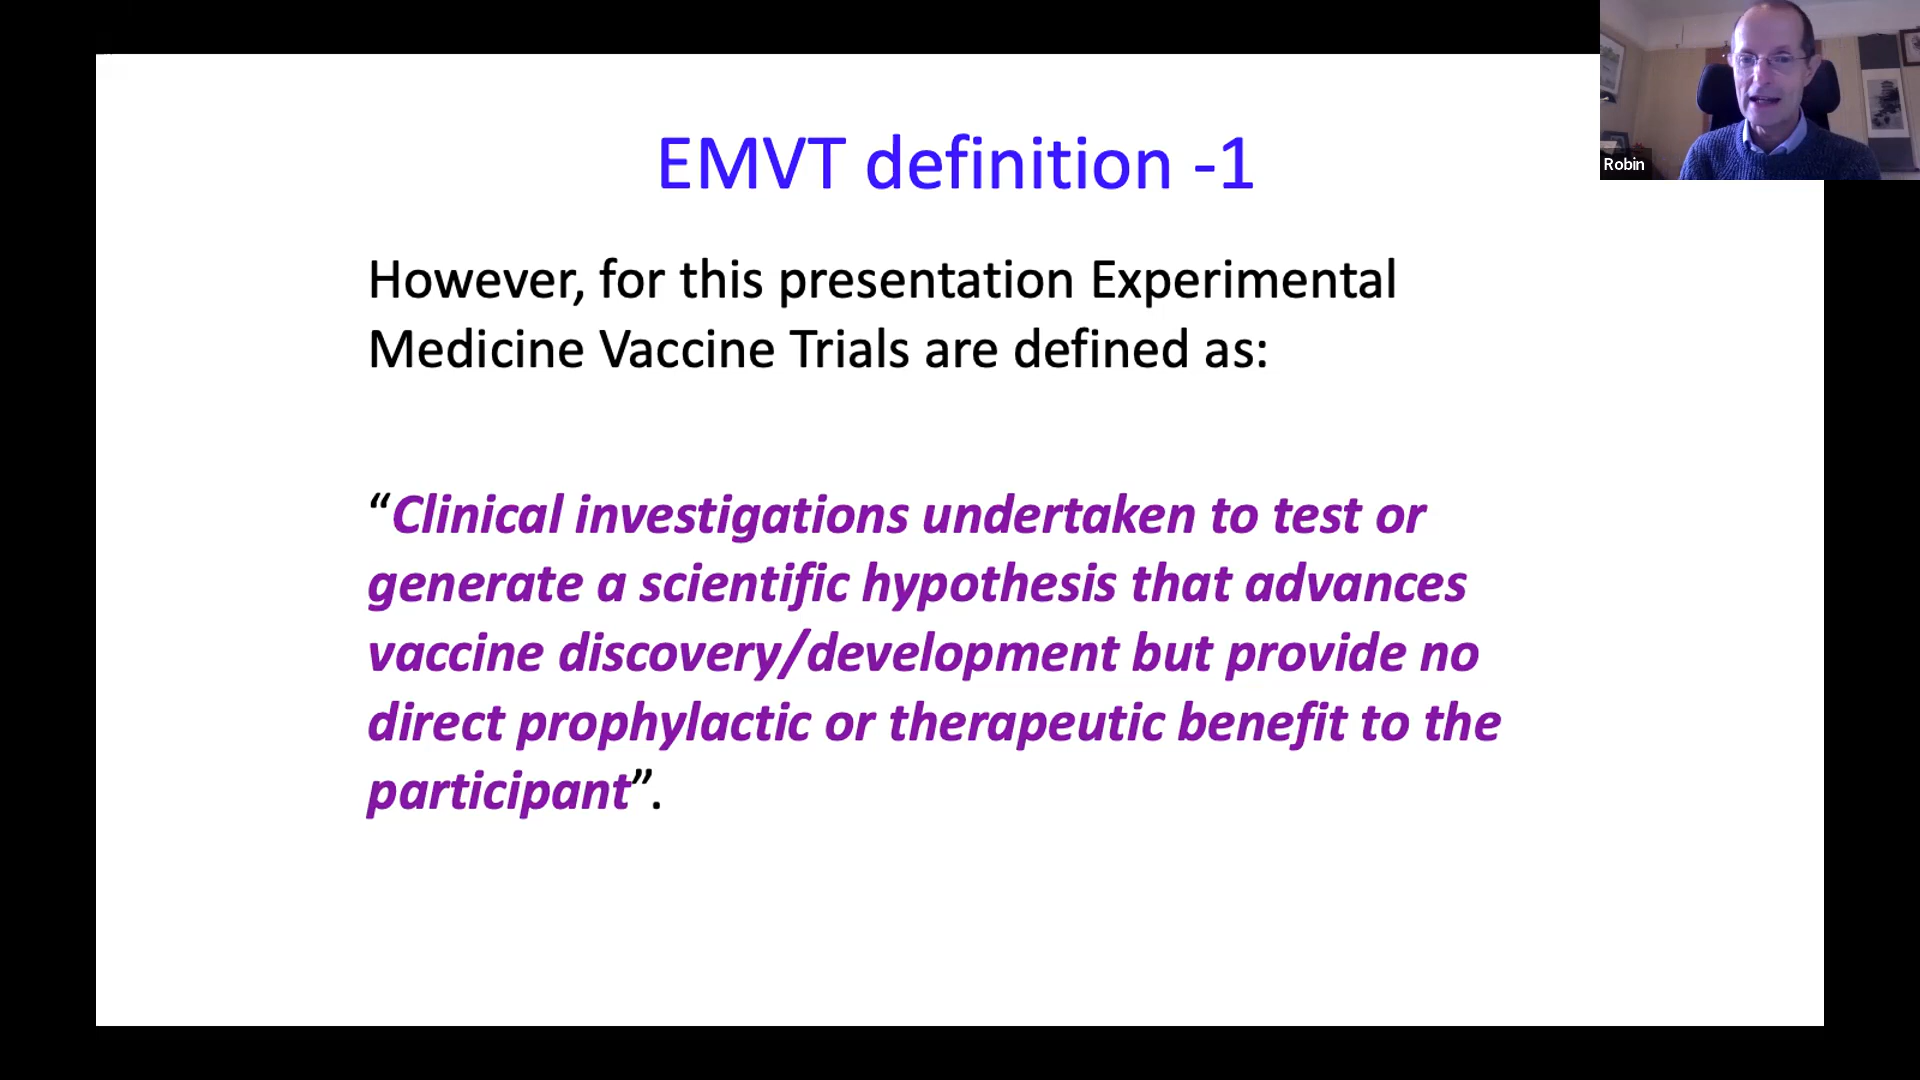 Robin
EMVT definition -1
However, for this presentation Experimental
Medicine Vaccine Trials are defined as:
“Clinical investigations undertaken to test or
generate a scientific hypothesis that advances
vaccine discovery/development but provide no
direct prophylactic or therapeutic benefit to the
participant”.